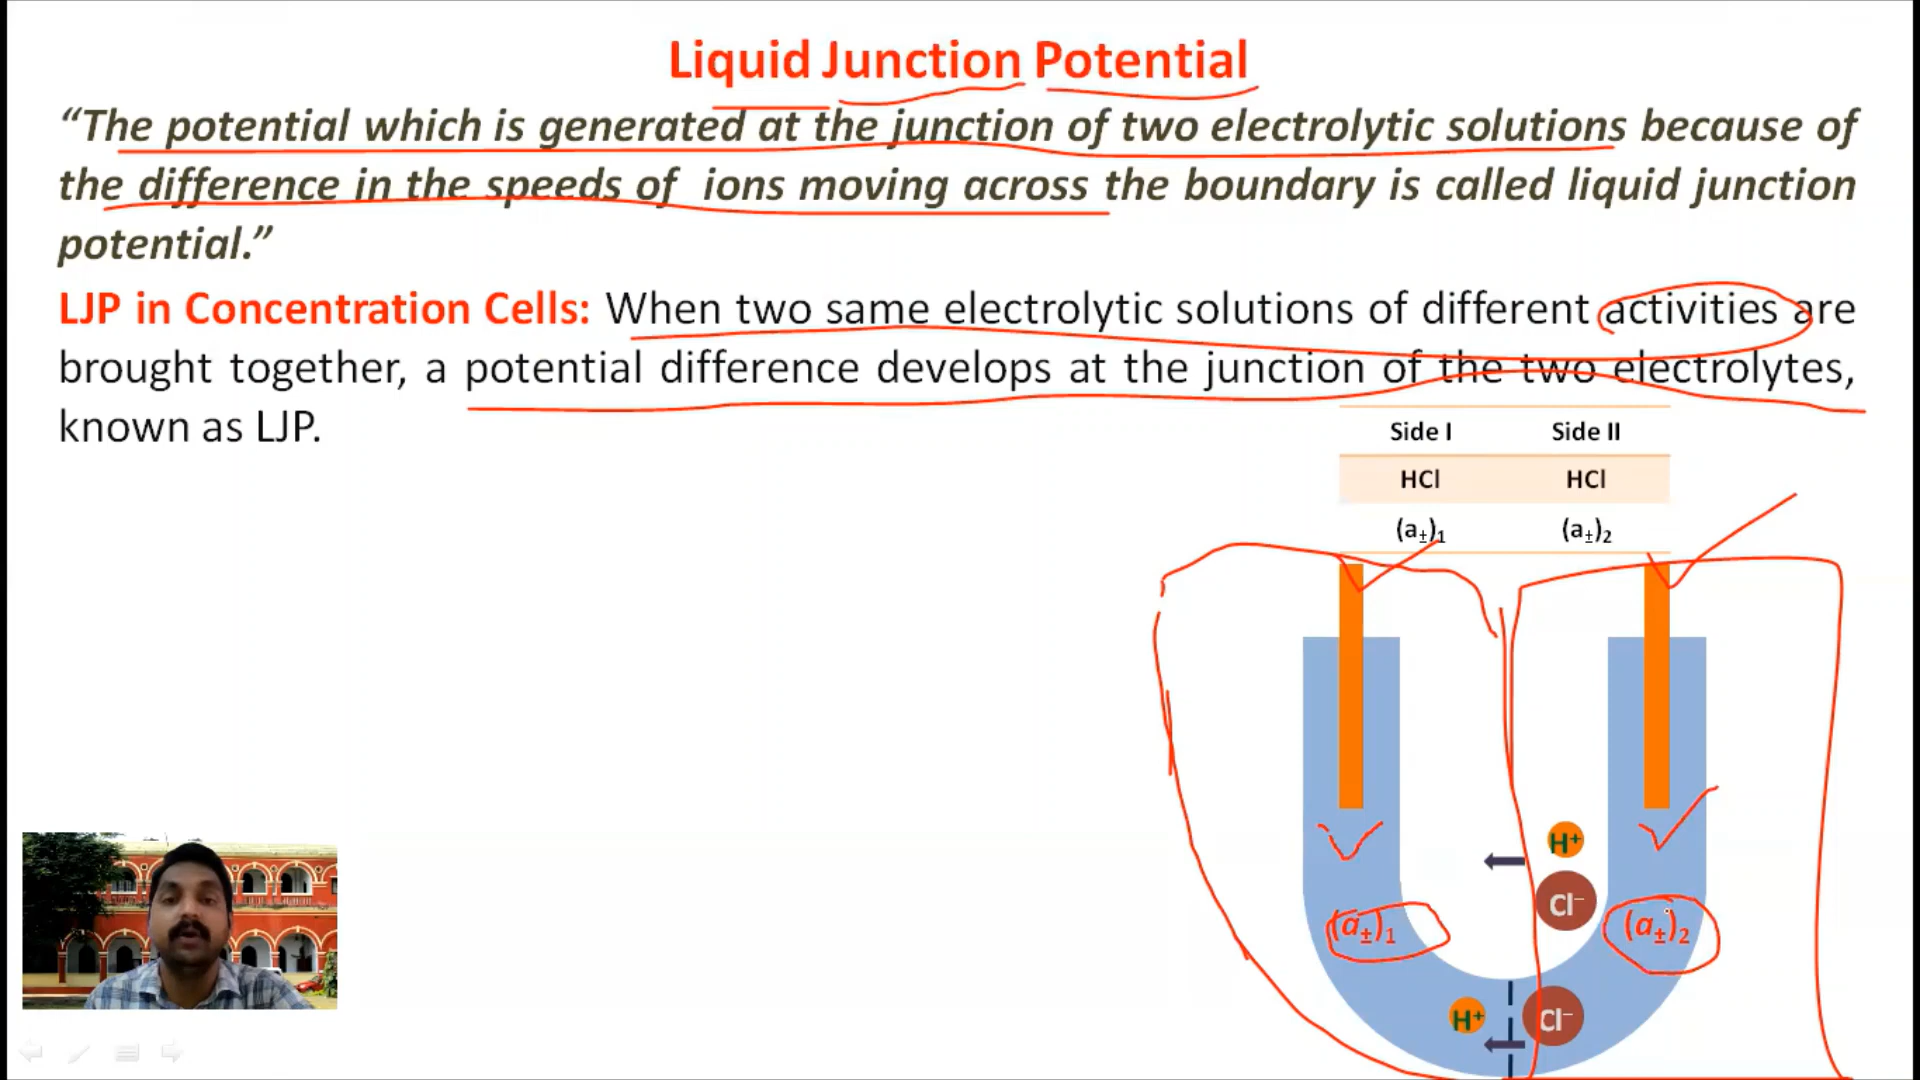 Liquid Junction Potential
“The potential which is generated at the junction of two electrolytic solutions because of
the difference in the speeds of ions moving across the boundary is called liquid junction
potential.”
LJP in Concentration Cells: When two same electrolytic solutions of different activities are
brought together, a potential difference develops at the junction of the two electrolytes,
known as LJP.
Side I Side II
HCl HCl
(a±)₁ (a±)₂
H⁺
Cl⁻
(a±)₁ (a±)₂
H⁺ Cl⁻